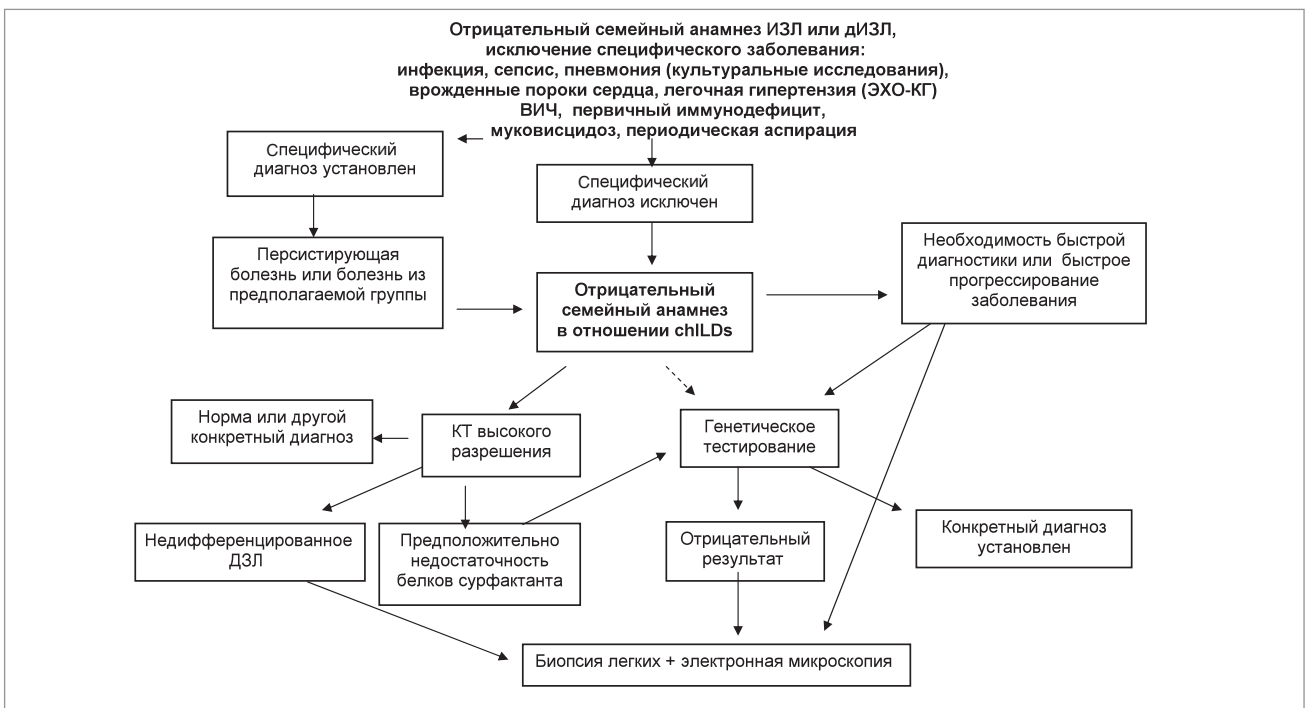 Отрицательный семейный анамнез ИЗЛ или дИЗЛ,
исключение специфического заболевания:
инфекция, сепсис, пневмония (культуральные исследования),
врожденные пороки сердца, легочная гипертензия (ЭХО-КГ)
ВИЧ, первичный иммунодефицит,
муковисцидоз, периодическая аспирация
Специфический
диагноз установлен
Специфический
диагноз исключен
Персистирующая
болезнь или болезнь из
предполагаемой группы
Отрицательный
семейный анамнез
в отношении chILDs
Необходимость быстрой
диагностики или быстрое
прогрессирование
заболевания
Норма или другой
конкретный диагноз
КТ высокого
разрешения
Генетическое
тестирование
Недифференцированное
ДЗЛ
Предположительно
недостаточность
белков сурфактанта
Отрицательный
результат
Конкретный диагноз
установлен
Биопсия легких + электронная микроскопия